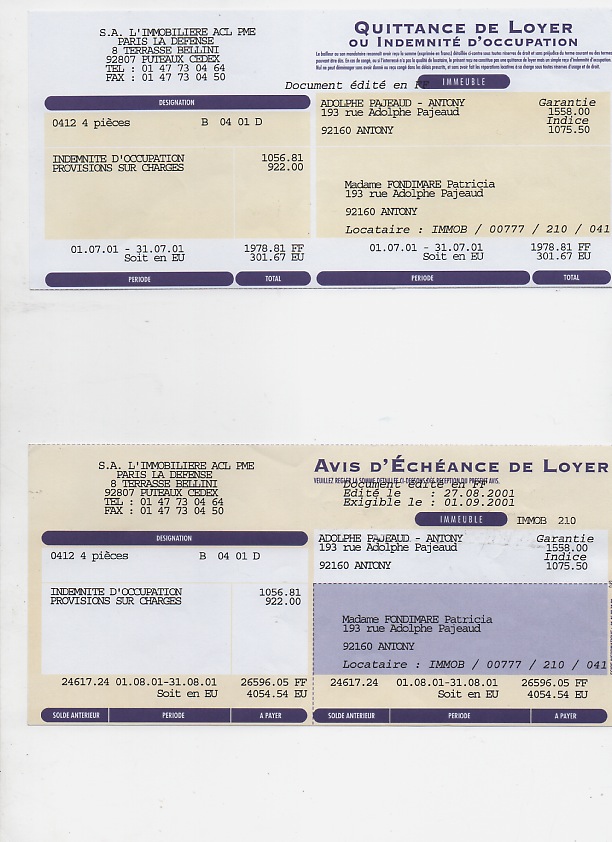 S.A. L'IMMOBILIERE ACL PME
PARIS LA DEFENSE
8 TERRASSE BELLINI
92807 PUTEAUX CEDEX
TEL : 01 47 73 04 64
FAX : 01 47 73 04 50
QUITTANCE DE LOYER
OU INDEMNITÉ D'OCCUPATION
Document édité en FF
IMMEUBLE
DESIGNATION
0412 4 pièces B 04 01 D
INDEMNITE D'OCCUPATION 1056.81
PROVISIONS SUR CHARGES 922.00
ADOLPHE PAJEAUD - ANTONY Garantie
193 rue Adolphe Pajeaud 1558.00
Indice
92160 ANTONY 1075.50
Madame FONDIMARE Patricia
193 rue Adolphe Pajeaud
92160 ANTONY
Locataire : IMMOB / 00777 / 210 / 041
01.07.01 - 31.07.01 1978.81 FF
Soit en EU 301.67 EU
01.07.01 - 31.07.01 1978.81 FF
Soit en EU 301.67 EU
PERIODE TOTAL
PERIODE TOTAL
S.A. L'IMMOBILIERE ACL PME
PARIS LA DEFENSE
8 TERRASSE BELLINI
92807 PUTEAUX CEDEX
TEL : 01 47 73 04 64
FAX : 01 47 73 04 50
AVIS D'ÉCHÉANCE DE LOYER
VEUILLEZ REGLER LA SOMME DETAILLEE CI-DESSOUS DES RECEPTION DU PRESENT AVIS.
Document édité en FF
Edité le : 27.08.2001
Exigible le : 01.09.2001
IMMEUBLE IMMOB 210
DESIGNATION
0412 4 pièces B 04 01 D
INDEMNITE D'OCCUPATION 1056.81
PROVISIONS SUR CHARGES 922.00
ADOLPHE PAJEAUD - ANTONY Garantie
193 rue Adolphe Pajeaud 1558.00
Indice
92160 ANTONY 1075.50
Madame FONDIMARE Patricia
193 rue Adolphe Pajeaud
92160 ANTONY
Locataire : IMMOB / 00777 / 210 / 041
24617.24 01.08.01-31.08.01 26596.05 FF
Soit en EU 4054.54 EU
24617.24 01.08.01-31.08.01 26596.05 FF
Soit en EU 4054.54 EU
SOLDE ANTERIEUR PERIODE A PAYER
SOLDE ANTERIEUR PERIODE A PAYER